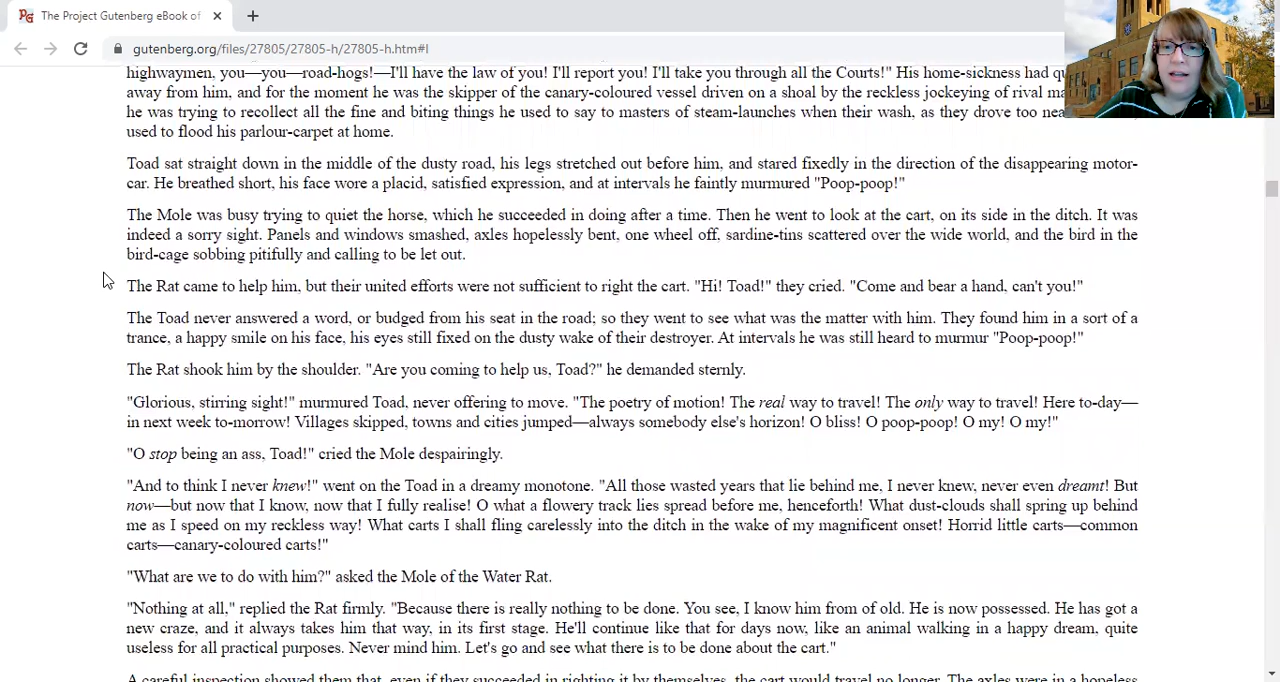 The Project Gutenberg eBook of
gutenberg.org/files/27805/27805-h/27805-h.htm#I
highwaymen, you—you—road-hogs!—I'll have the law of you! I'll report you! I'll take you through all the Courts!" His home-sickness had
away from him, and for the moment he was the skipper of the canary-coloured vessel driven on a shoal by the reckless jockeying of rival
he was trying to recollect all the fine and biting things he used to say to masters of steam-launches when their wash, as they drove too
used to flood his parlour-carpet at home.
Toad sat straight down in the middle of the dusty road, his legs stretched out before him, and stared fixedly in the direction of the disappearing motor-
car. He breathed short, his face wore a placid, satisfied expression, and at intervals he faintly murmured "Poop-poop!"
The Mole was busy trying to quiet the horse, which he succeeded in doing after a time. Then he went to look at the cart, on its side in the ditch. It was
indeed a sorry sight. Panels and windows smashed, axles hopelessly bent, one wheel off, sardine-tins scattered over the wide world, and the bird in the
bird-cage sobbing pitifully and calling to be let out.
The Rat came to help him, but their united efforts were not sufficient to right the cart. "Hi! Toad!" they cried. "Come and bear a hand, can't you!"
The Toad never answered a word, or budged from his seat in the road; so they went to see what was the matter with him. They found him in a sort of a
trance, a happy smile on his face, his eyes still fixed on the dusty wake of their destroyer. At intervals he was still heard to murmur "Poop-poop!"
The Rat shook him by the shoulder. "Are you coming to help us, Toad?" he demanded sternly.
"Glorious, stirring sight!" murmured Toad, never offering to move. "The poetry of motion! The real way to travel! The only way to travel! Here to-day—
in next week to-morrow! Villages skipped, towns and cities jumped—always somebody else's horizon! O bliss! O poop-poop! O my! O my!"
"O stop being an ass, Toad!" cried the Mole despairingly.
"And to think I never knew!" went on the Toad in a dreamy monotone. "All those wasted years that lie behind me, I never knew, never even dreamt! But
now—but now that I know, now that I fully realise! O what a flowery track lies spread before me, henceforth! What dust-clouds shall spring up behind
me as I speed on my reckless way! What carts I shall fling carelessly into the ditch in the wake of my magnificent onset! Horrid little carts—common
carts—canary-coloured carts!"
"What are we to do with him?" asked the Mole of the Water Rat.
"Nothing at all," replied the Rat firmly. "Because there is really nothing to be done. You see, I know him from of old. He is now possessed. He has got a
new craze, and it always takes him that way, in its first stage. He'll continue like that for days now, like an animal walking in a happy dream, quite
useless for all practical purposes. Never mind him. Let's go and see what there is to be done about the cart."
A careful inspection showed them that, even if they succeeded in righting it by themselves, the cart would travel no longer. The axles were in a hopeless